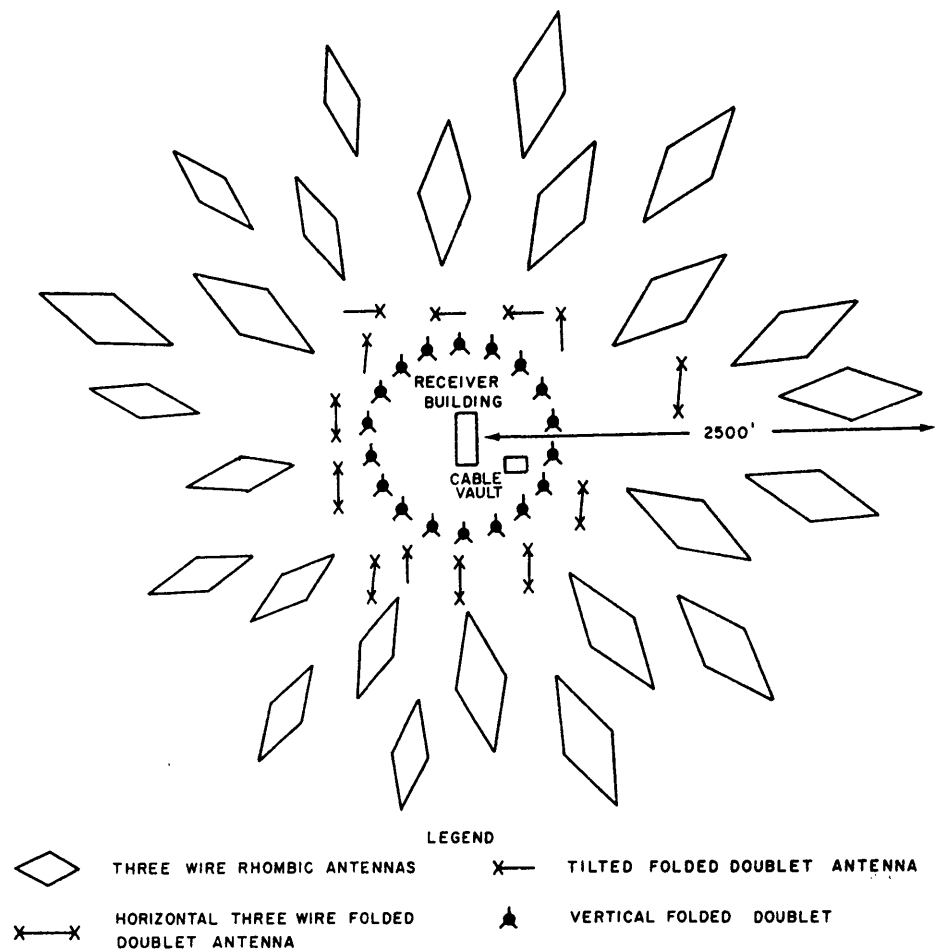 RECEIVER
BUILDING
2500'
CABLE
VAULT
LEGEND
THREE WIRE RHOMBIC ANTENNAS
TILTED FOLDED DOUBLET ANTENNA
HORIZONTAL THREE WIRE FOLDED
DOUBLET ANTENNA
VERTICAL FOLDED DOUBLET